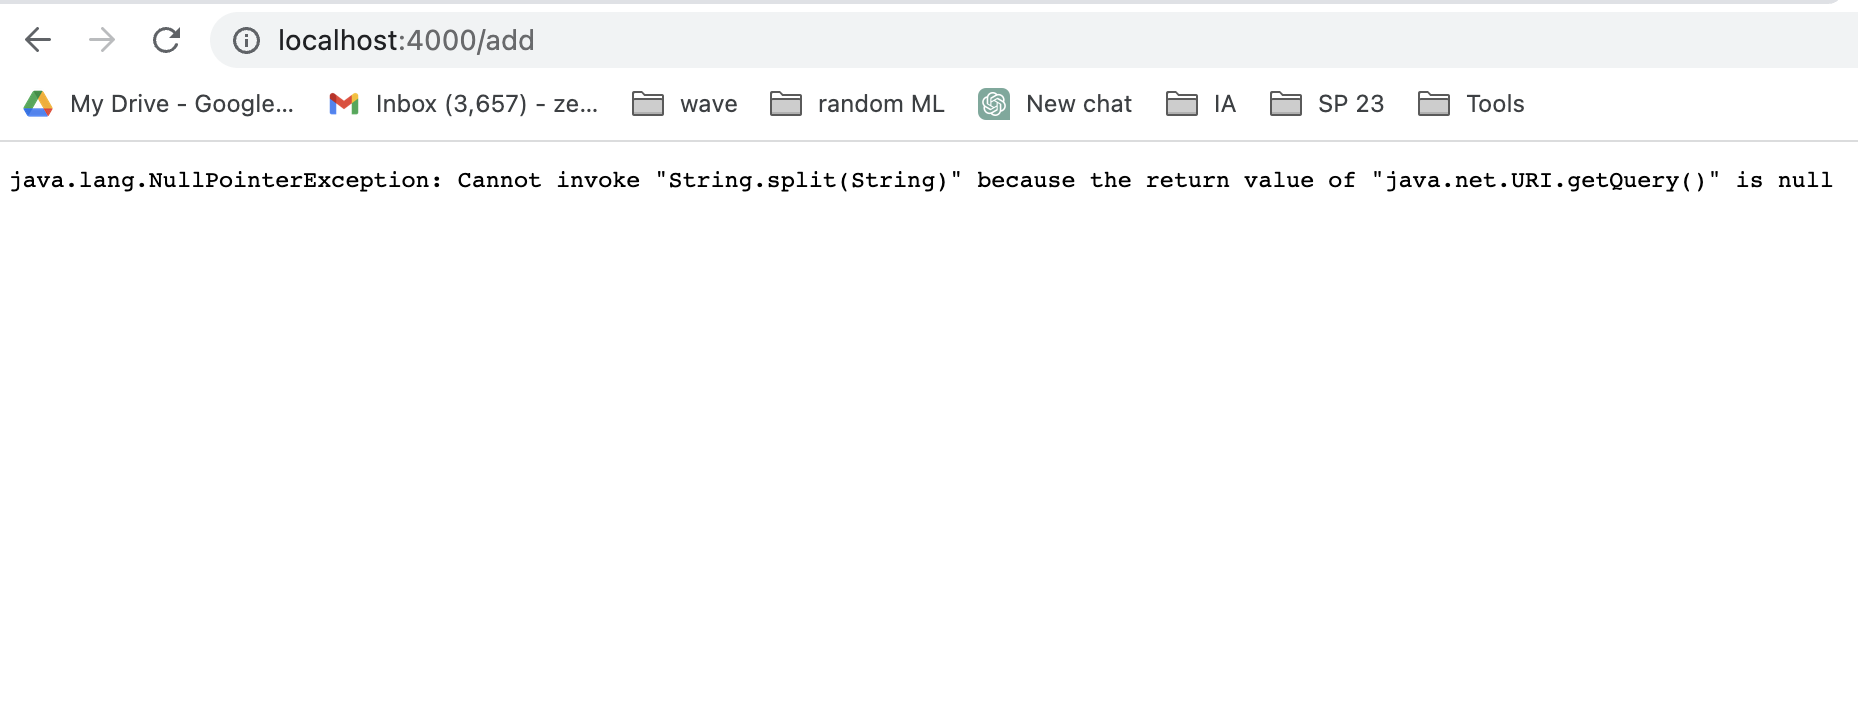 localhost:4000/add
My Drive - Google... Inbox (3,657) - ze... wave random ML New chat IA SP 23 Tools
java.lang.NullPointerException: Cannot invoke "String.split(String)" because the return value of "java.net.URI.getQuery()" is null